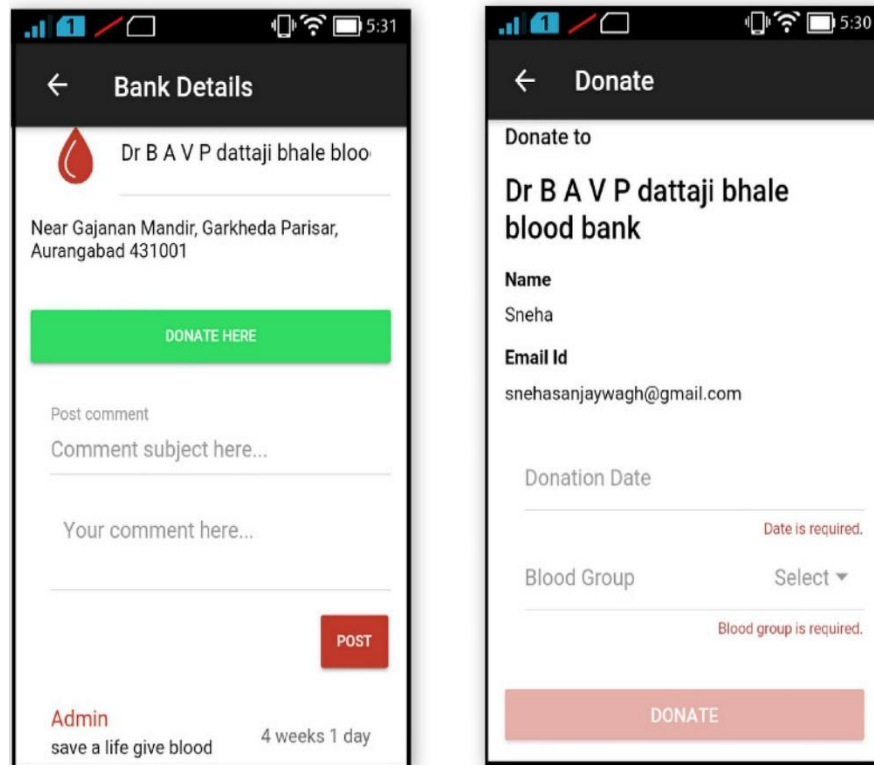 1
5:31
Bank Details
Dr B A V P dattaji bhale bloo
Near Gajanan Mandir, Garkheda Parisar,
Aurangabad 431001
DONATE HERE
Post comment
Comment subject here...
Your comment here...
POST
Admin
save a life give blood
4 weeks 1 day
1
5:30
Donate
Donate to
Dr B A V P dattaji bhale
blood bank
Name
Sneha
Email Id
snehasanjaywagh@gmail.com
Donation Date
Date is required.
Blood Group Select
Blood group is required.
DONATE